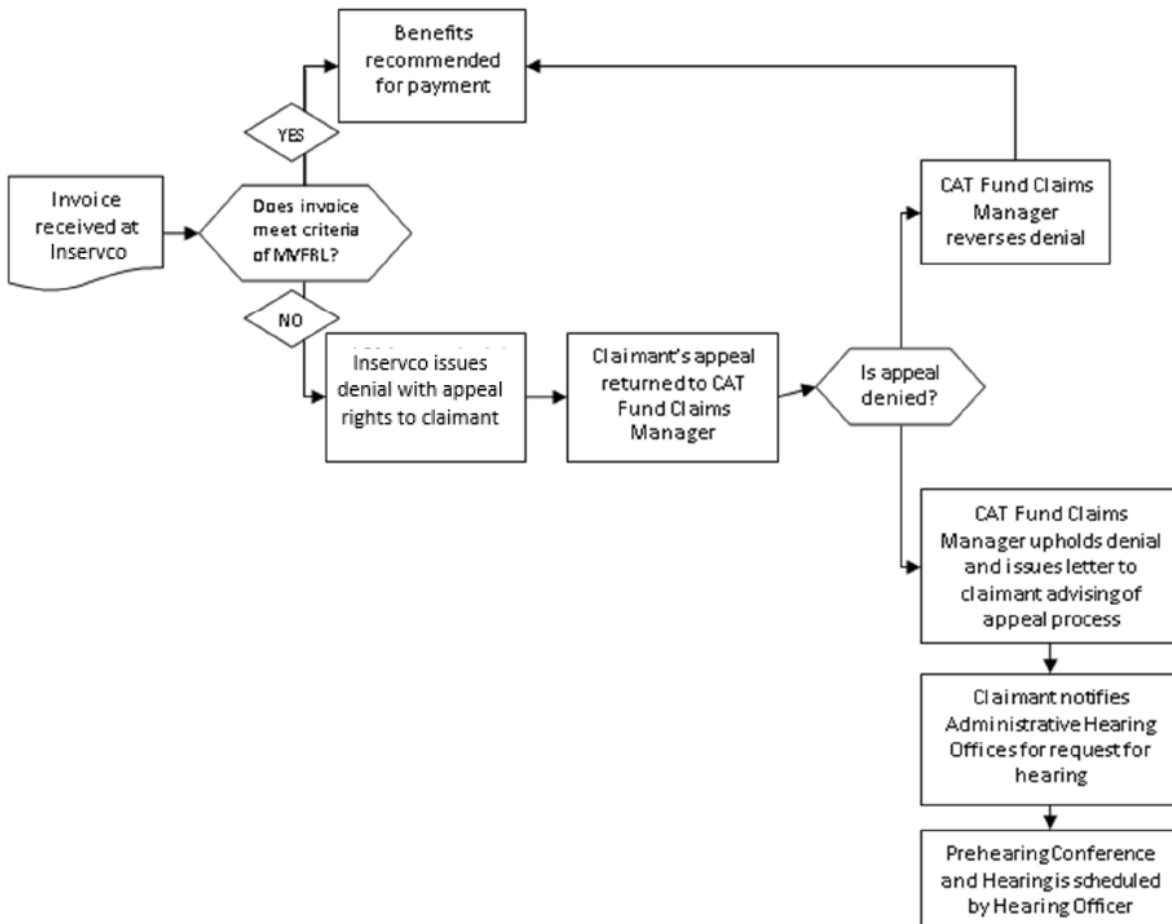 Benefits
recommended
for payment
YES
Invoice
received at
Inservco
Does invoice
meet criteria
of MVFRL?
CAT Fund Claims
Manager
reverses denial
NO
Inservco issues
denial with appeal
rights to claimant
Claimant's appeal
returned to CAT
Fund Claims
Manager
Is appeal
denied?
CAT Fund Claims
Manager upholds denial
and issues letter to
claimant advising of
appeal process
Claimant notifies
Administrative Hearing
Offices for request for
hearing
Prehearing Conference
and Hearing is scheduled
by Hearing Officer